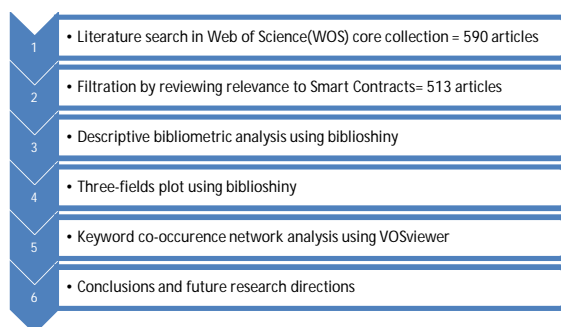 1 • Literature search in Web of Science(WOS) core collection = 590 articles
2 • Filtration by reviewing relevance to Smart Contracts= 513 articles
3 • Descriptive bibliometric analysis using biblioshiny
4 • Three-fields plot using biblioshiny
5 • Keyword co-occurence network analysis using VOSviewer
6 • Conclusions and future research directions